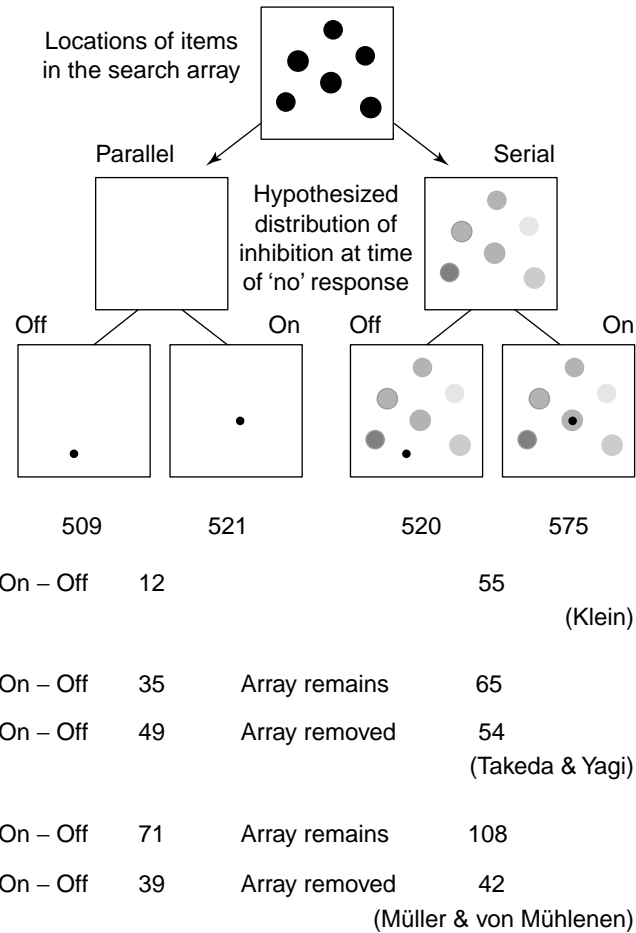 Locations of items
in the search array
Parallel
Serial
Hypothesized
distribution of
inhibition at time
of ‘no’ response
Off
On
Off
On
509 521 520 575
On – Off 12 55
(Klein)
On – Off 35 Array remains 65
On – Off 49 Array removed 54
(Takeda & Yagi)
On – Off 71 Array remains 108
On – Off 39 Array removed 42
(Müller & von Mühlenen)